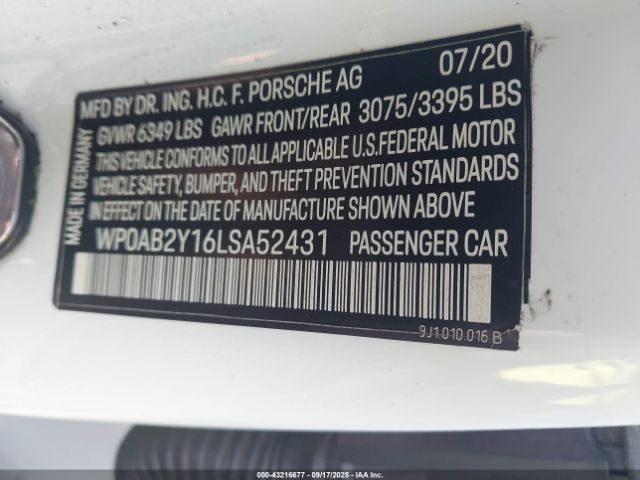 MADE IN GERMANY
MFD BY DR. ING. H.C. F. PORSCHE AG 07/20
GVWR 6349 LBS GAWR FRONT/REAR 3075/3395 LBS
THIS VEHICLE CONFORMS TO ALL APPLICABLE U.S.FEDERAL MOTOR
VEHICLE SAFETY, BUMPER, AND THEFT PREVENTION STANDARDS
IN EFFECT ON THE DATE OF MANUFACTURE SHOWN ABOVE.
WP0AB2Y16LSA52431 PASSENGER CAR
9J1.010.016.B
000-43216677 - 09/17/2025 - IAAI.COM